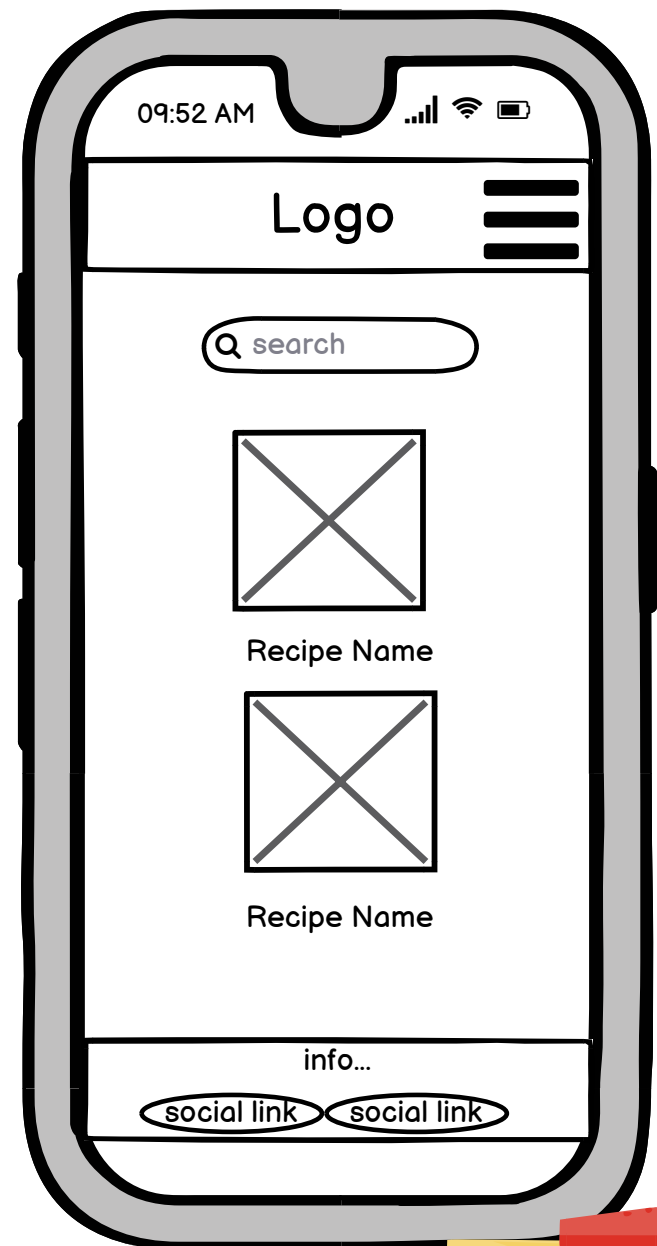 09:52 AM
Logo
search
Recipe Name
Recipe Name
info...
social link social link